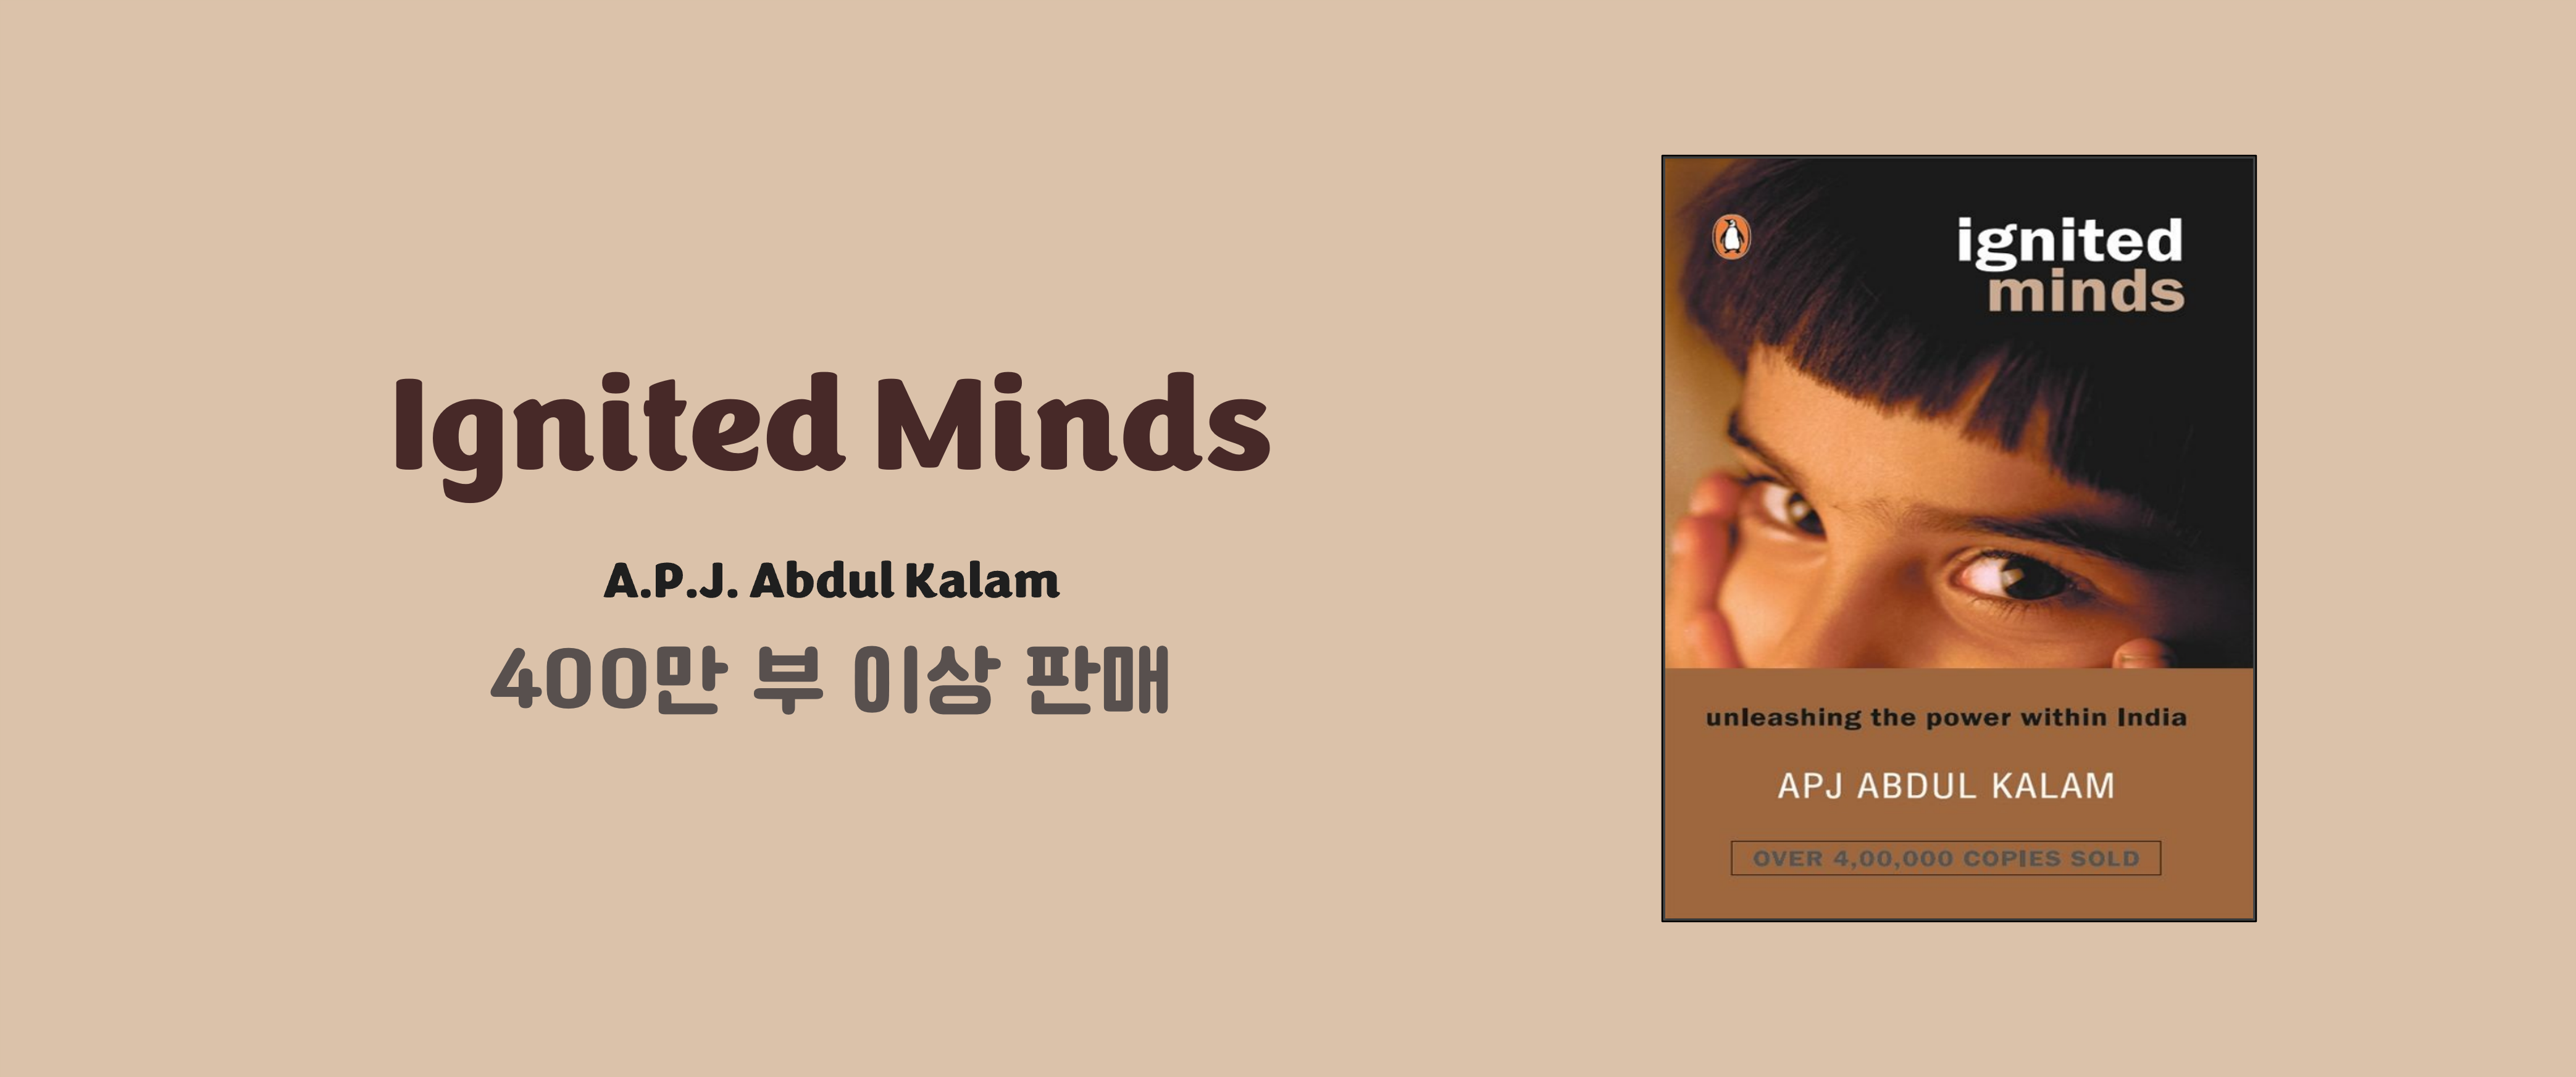 Ignited Minds
A.P.J. Abdul Kalam
400만 부 이상 판매
ignited
minds
unleashing the power within India
APJ ABDUL KALAM
OVER 4,00,000 COPIES SOLD